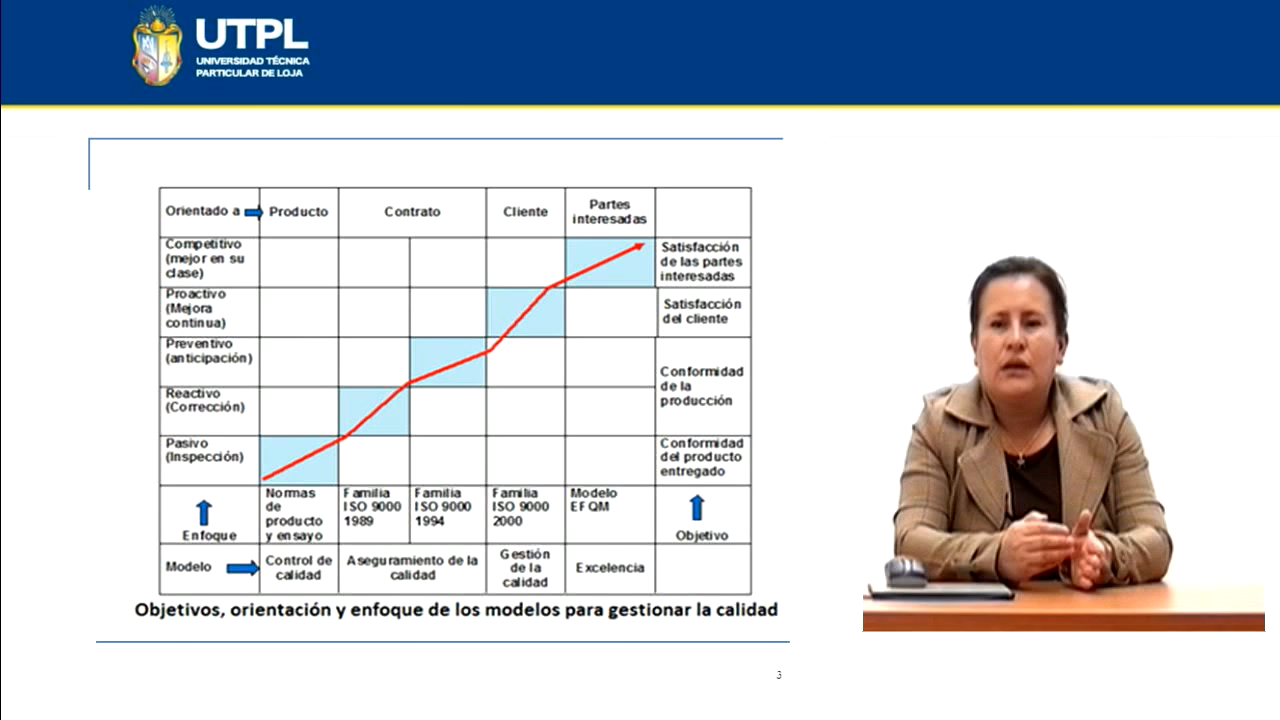 UTPL
UNIVERSIDAD TÉCNICA
PARTICULAR DE LOJA
Orientado a
Producto
Contrato
Cliente
Partes
interesadas
Competitivo
(mejor en su
clase)
Satisfacción
de las partes
interesadas
Proactivo
(Mejora
continua)
Satisfacción
del cliente
Preventivo
(anticipación)
Conformidad
de la
producción
Reactivo
(Corrección)
Pasivo
(Inspección)
Conformidad
del producto
entregado
Enfoque
Normas
de
producto
y ensayo
Familia
ISO 9000
1989
Familia
ISO 9000
1994
Familia
ISO 9000
2000
Modelo
EFQM
Objetivo
Modelo
Control de
calidad
Aseguramiento de la
calidad
Gestión
de la
calidad
Excelencia
Objetivos, orientación y enfoque de los modelos para gestionar la calidad
3